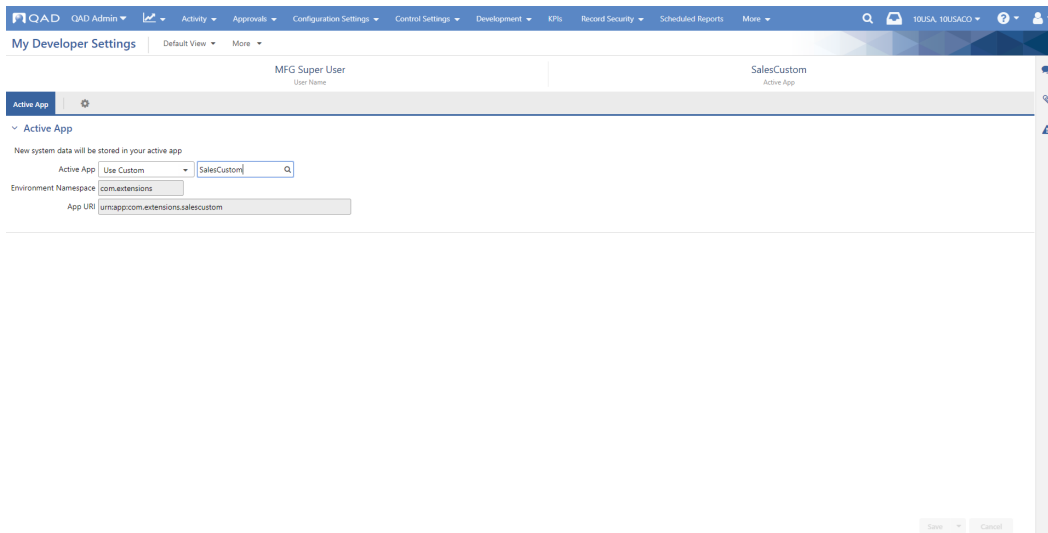 QAD QAD Admin Activity Approvals Configuration Settings Control Settings Development KPIs Record Security Scheduled Reports More 10USA, 10USACO
My Developer Settings Default View More
MFG Super User SalesCustom
User Name Active App
Active App
Active App
New system data will be stored in your active app
Active App Use Custom SalesCustom
Environment Namespace com.extensions
App URI urn:app:com.extensions.salescustom
Save Cancel